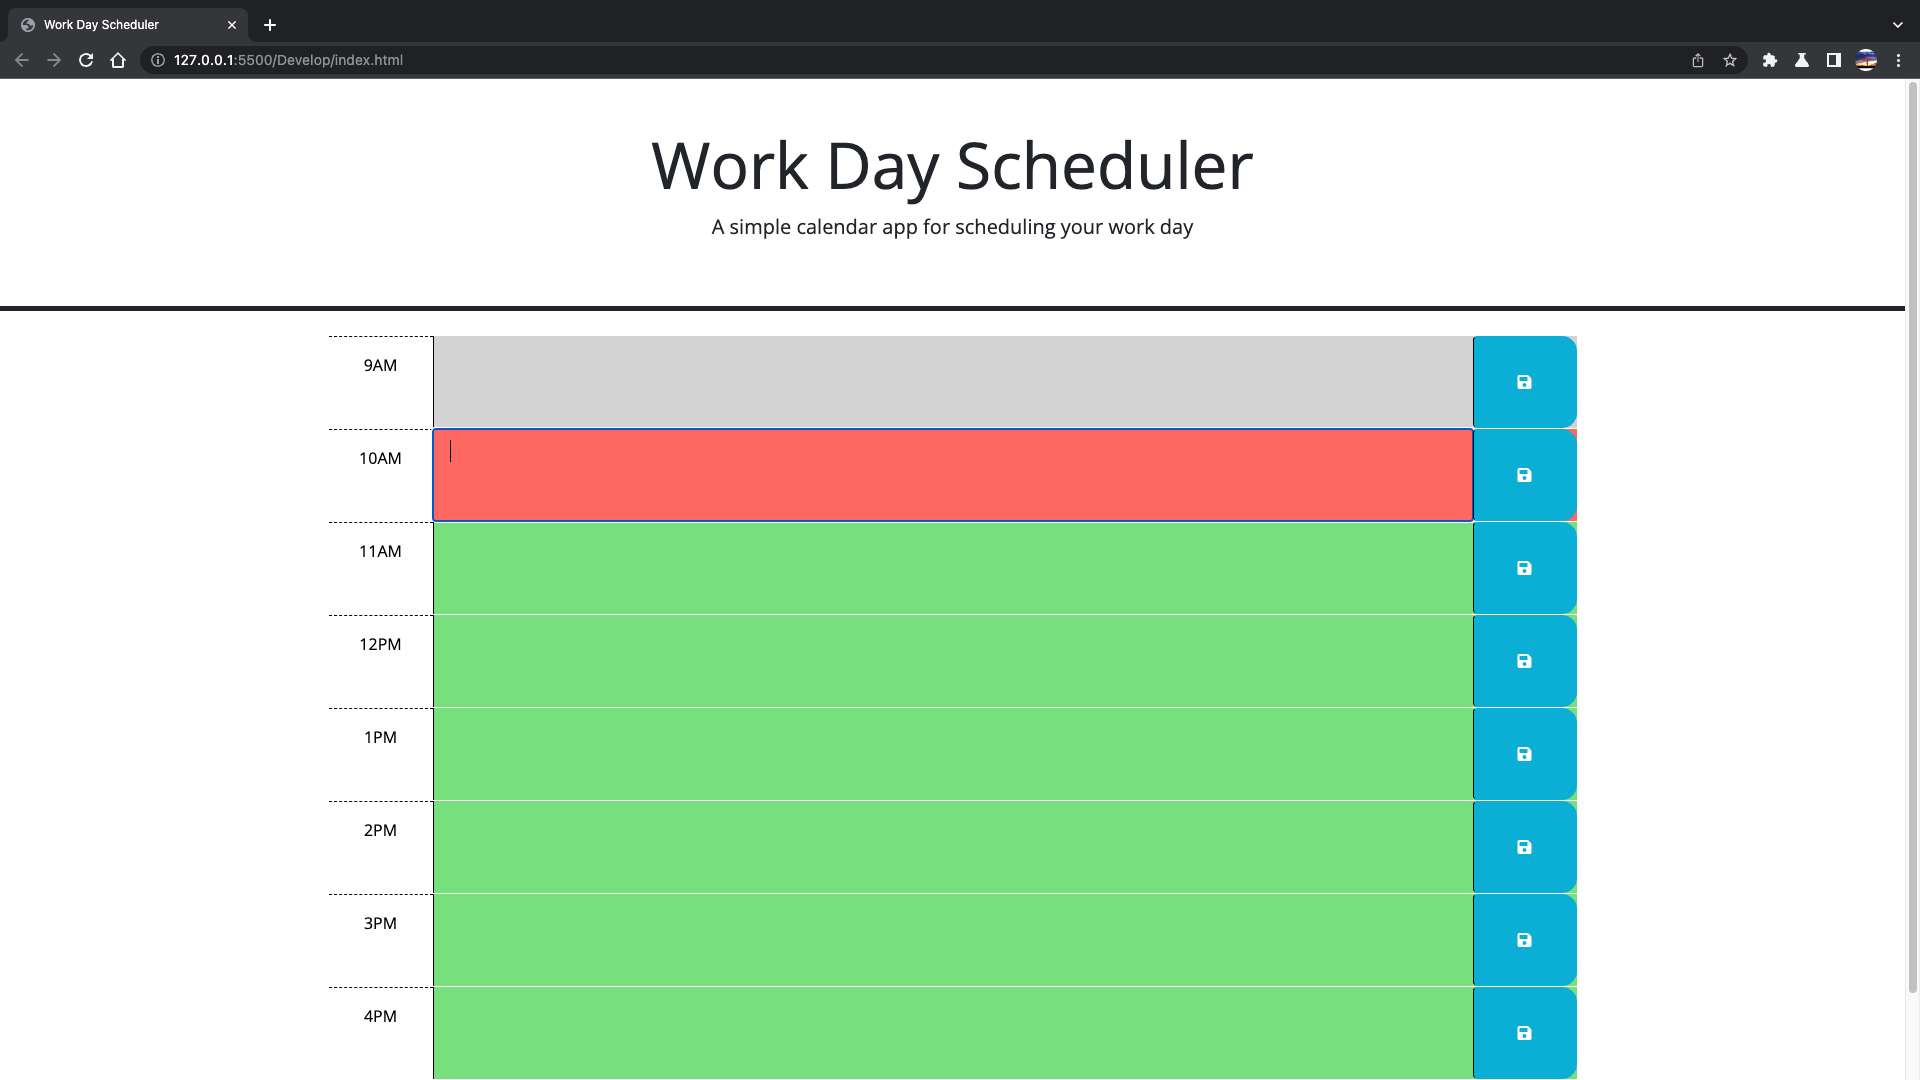 Work Day Scheduler
127.0.0.1:5500/Develop/index.html
Work Day Scheduler
A simple calendar app for scheduling your work day
9AM
10AM
11AM
12PM
1PM
2PM
3PM
4PM